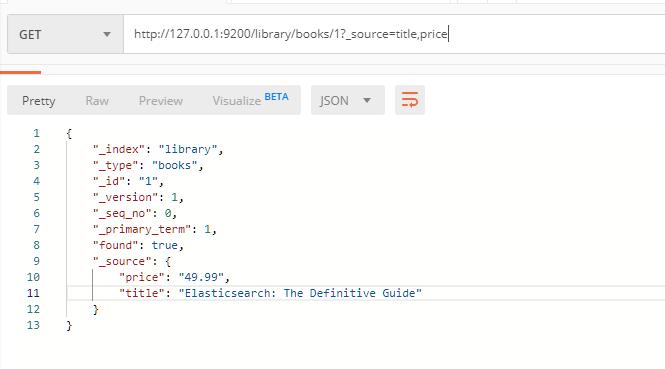 GET http://127.0.0.1:9200/library/books/1?_source=title,price
Pretty Raw Preview Visualize BETA JSON
1 {
2 "_index": "library",
3 "_type": "books",
4 "_id": "1",
5 "_version": 1,
6 "_seq_no": 0,
7 "_primary_term": 1,
8 "found": true,
9 "_source": {
10 "price": "49.99",
11 "title": "Elasticsearch: The Definitive Guide"
12 }
13 }